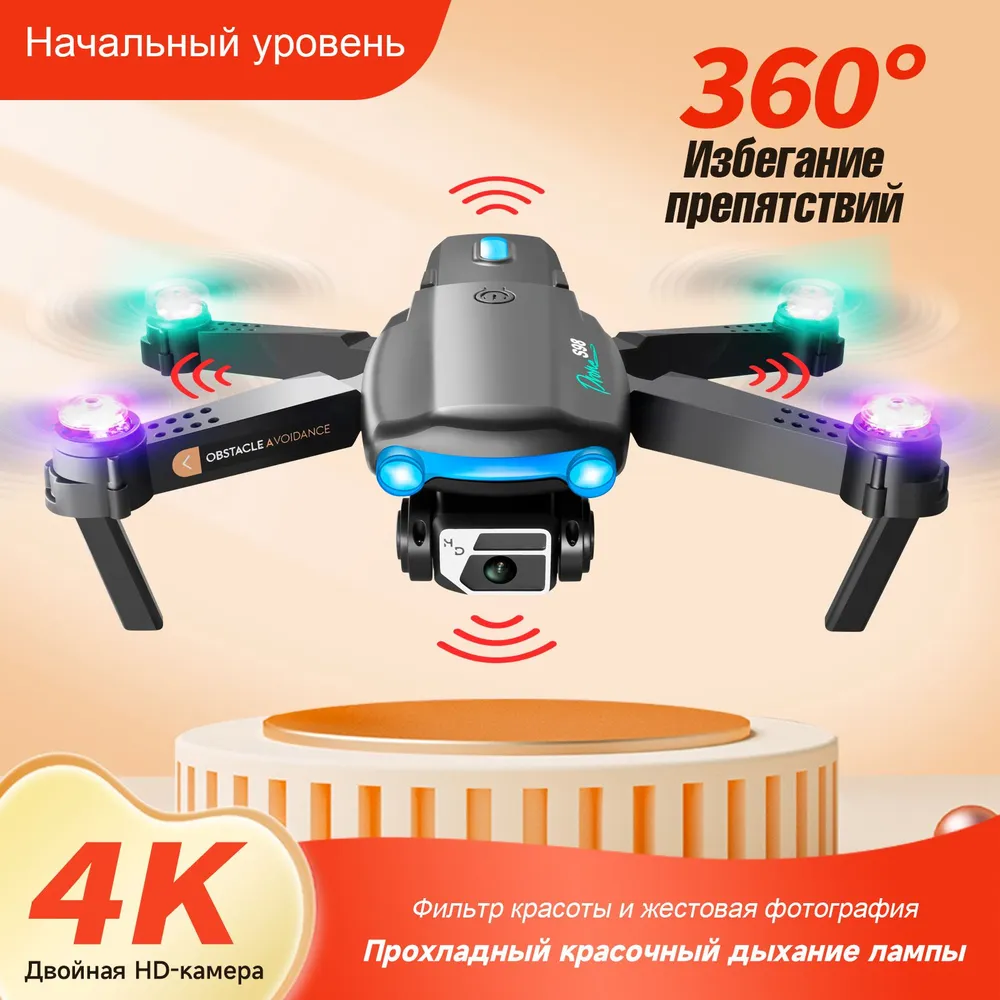 Начальный уровень
360°
Избегание
препятствий
S98
OBSTACLE AVOIDANCE
HD
4K
Двойная HD-камера
Фильтр красоты и жестовая фотография
Прохладный красочный дыхание лампы